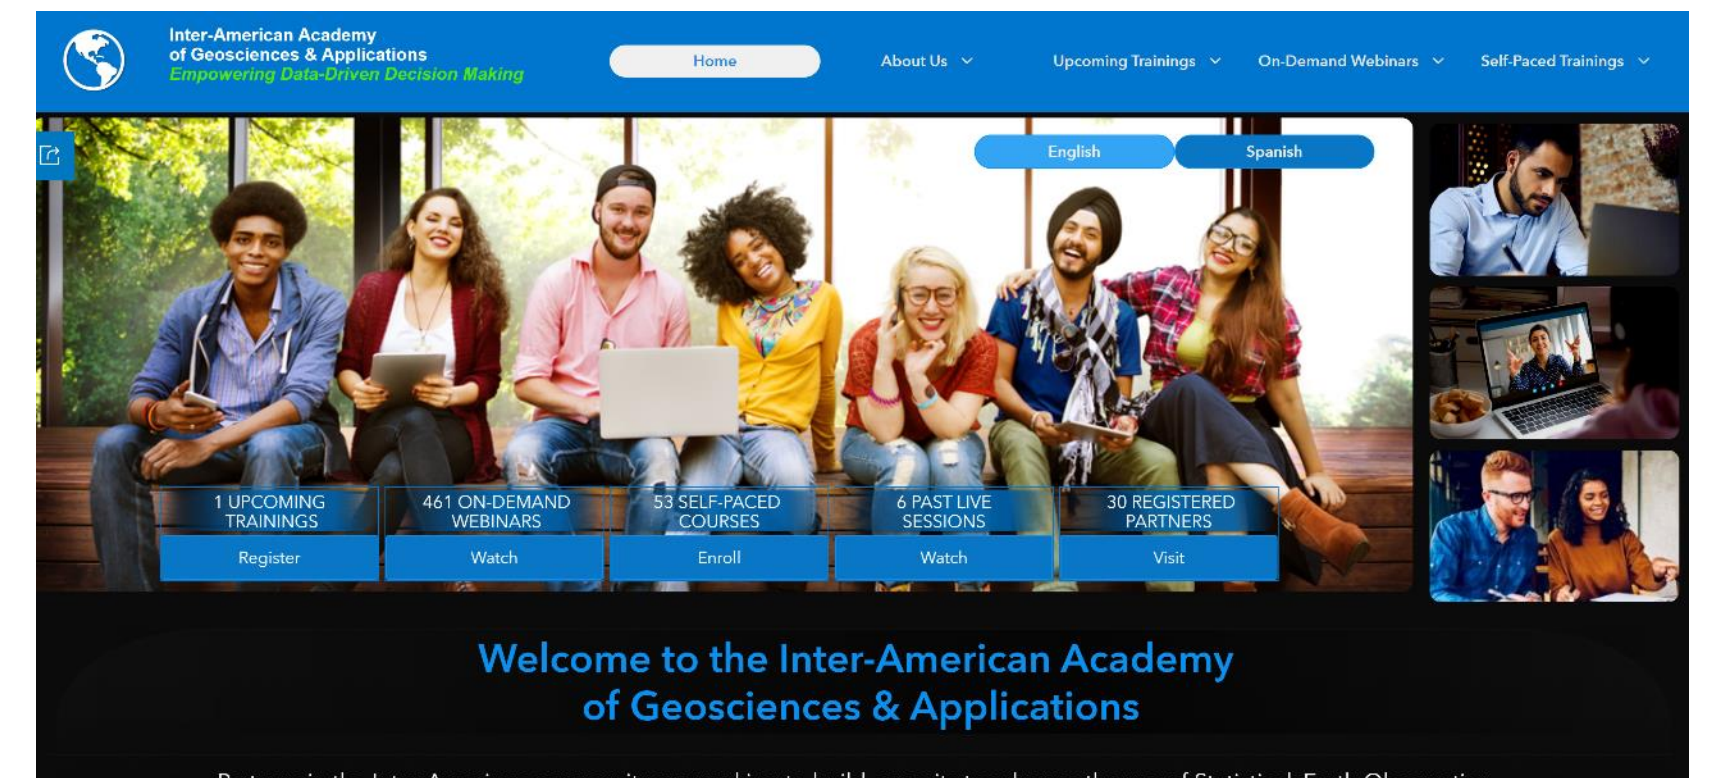 Inter-American Academy
of Geosciences & Applications
Empowering Data-Driven Decision Making
Home
About Us
Upcoming Trainings
On-Demand Webinars
Self-Paced Trainings
English
Spanish
1 UPCOMING
TRAININGS
Register
461 ON-DEMAND
WEBINARS
Watch
53 SELF-PACED
COURSES
Enroll
6 PAST LIVE
SESSIONS
Watch
30 REGISTERED
PARTNERS
Visit
Welcome to the Inter-American Academy
of Geosciences & Applications